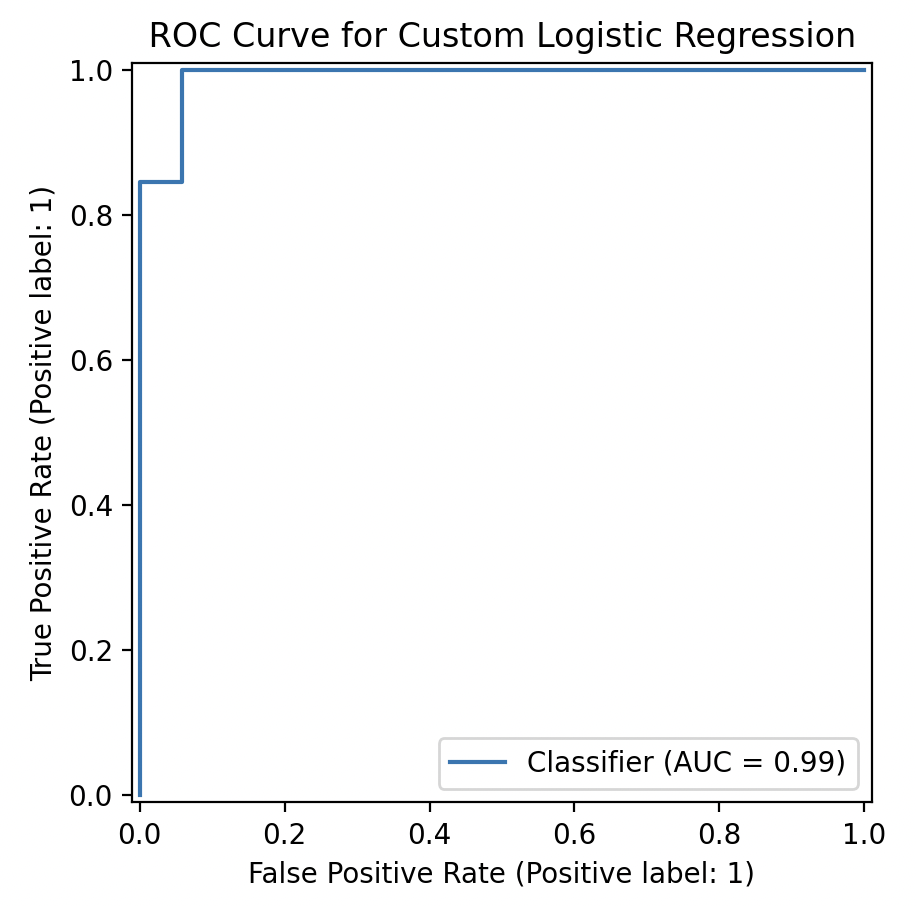 ROC Curve for Custom Logistic Regression
True Positive Rate (Positive label: 1)
1.0
0.8
0.6
0.4
0.2
0.0
Classifier (AUC = 0.99)
0.0 0.2 0.4 0.6 0.8 1.0
False Positive Rate (Positive label: 1)